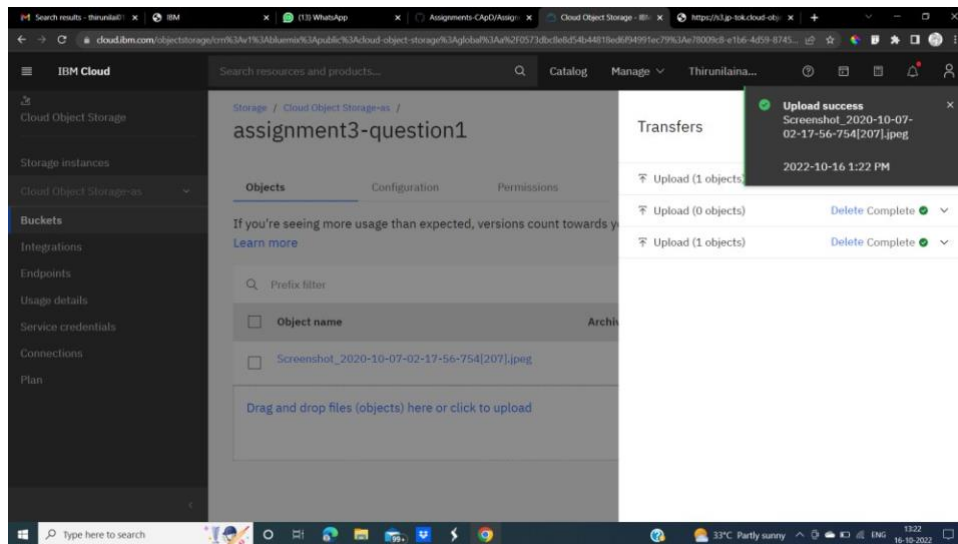 Search results - thirunilai01
IBM
(13) WhatsApp
Assignments-CApD/Assign
Cloud Object Storage - IBM
https://s3.jp-tok.cloud-obj
cloud.ibm.com/objectstorage/
IBM Cloud
Search resources and products...
Catalog
Manage
Thirunilaina...
Cloud Object Storage
Storage instances
Cloud Object Storage-as
Buckets
Integrations
Endpoints
Usage details
Service credentials
Connections
Plan
Storage / Cloud Object Storage-as /
assignment3-question1
Objects Configuration Permissions
If you're seeing more usage than expected, versions count towards
Learn more
Prefix filter
Object name
Screenshot_2020-10-07-02-17-56-754[207].jpeg
Drag and drop files (objects) here or click to upload
Transfers
Upload (1 objects)
Upload (0 objects) Delete Complete
Upload (1 objects) Delete Complete
Upload success
Screenshot_2020-10-07-
02-17-56-754[207].jpeg
2022-10-16 1:22 PM
Type here to search
99+
33°C Partly sunny
ENG
13:22
16-10-2022